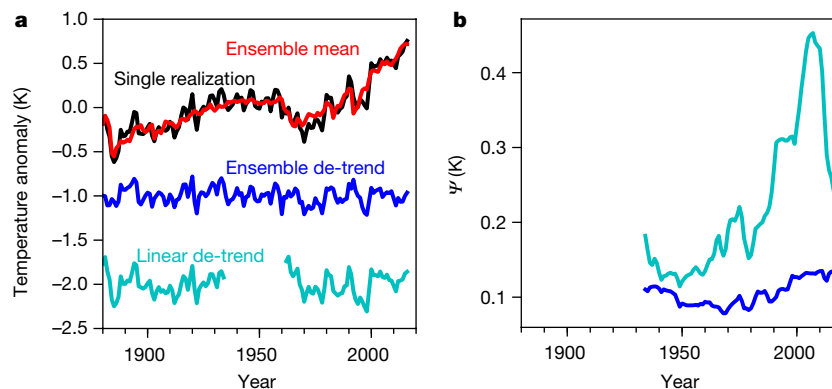 a
1.0
0.5
0.0
−0.5
−1.0
−1.5
−2.0
−2.5
Temperature anomaly (K)
Ensemble mean
Single realization
Ensemble de-trend
Linear de-trend
1900
1950
2000
Year
b
0.4
0.3
0.2
0.1
Ψ (K)
1900
1950
2000
Year